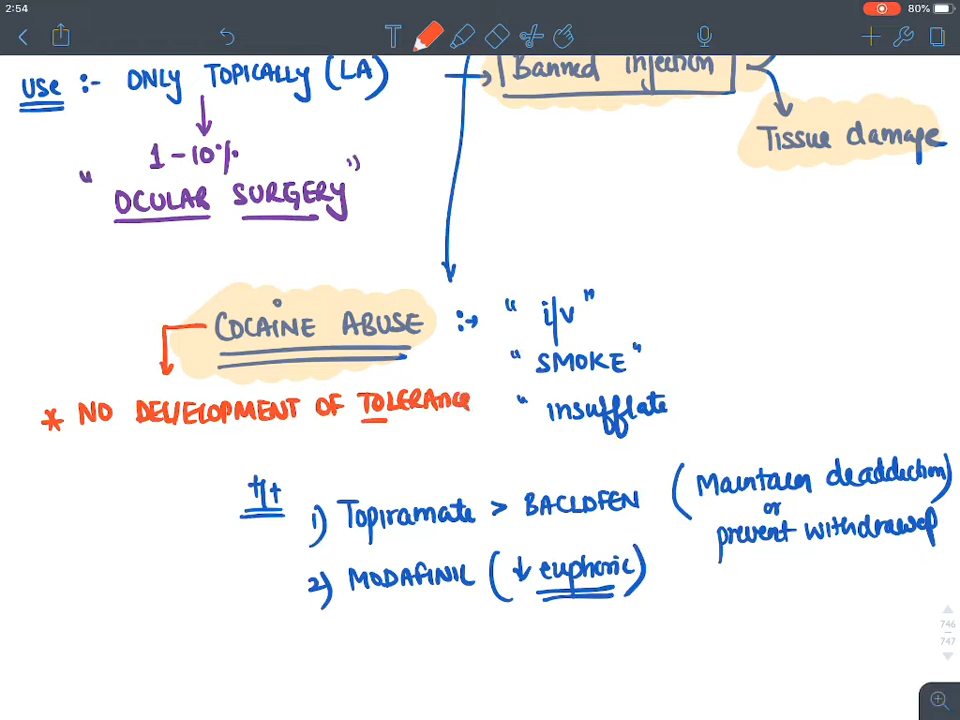 2:54
80%
T
Banned injection
Use :- ONLY TOPICALLY (LA)
Tissue damage
1-10%
"OCULAR SURGERY"
COCAINE ABUSE :→ "i/v"
"SMOKE"
* NO DEVELOPMENT OF TOLERANCE
"insufflate
t/t
1) Topiramate > BACLOFEN (Maintain deaddiction)
or
prevent withdrawal
2) MODAFINIL (↓ euphoric)
746
747